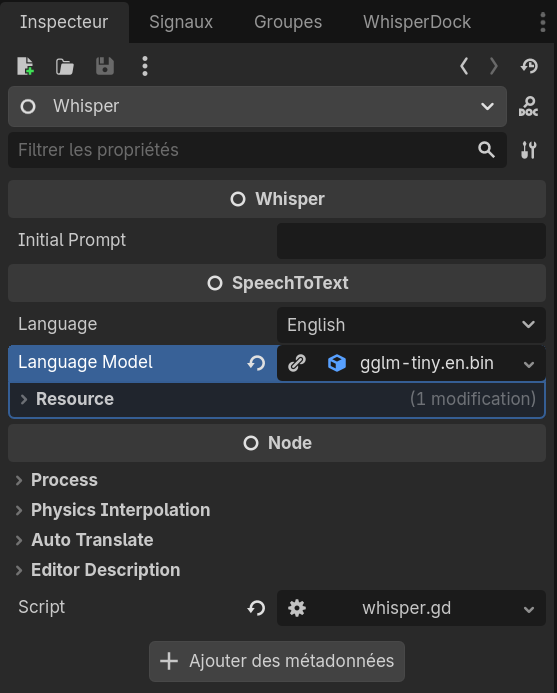 Inspecteur Signaux Groupes WhisperDock
Whisper
DOC
Filtrer les propriétés
Whisper
Initial Prompt
SpeechToText
Language English
Language Model gglm-tiny.en.bin
Resource (1 modification)
Node
Process
Physics Interpolation
Auto Translate
Editor Description
Script whisper.gd
Ajouter des métadonnées